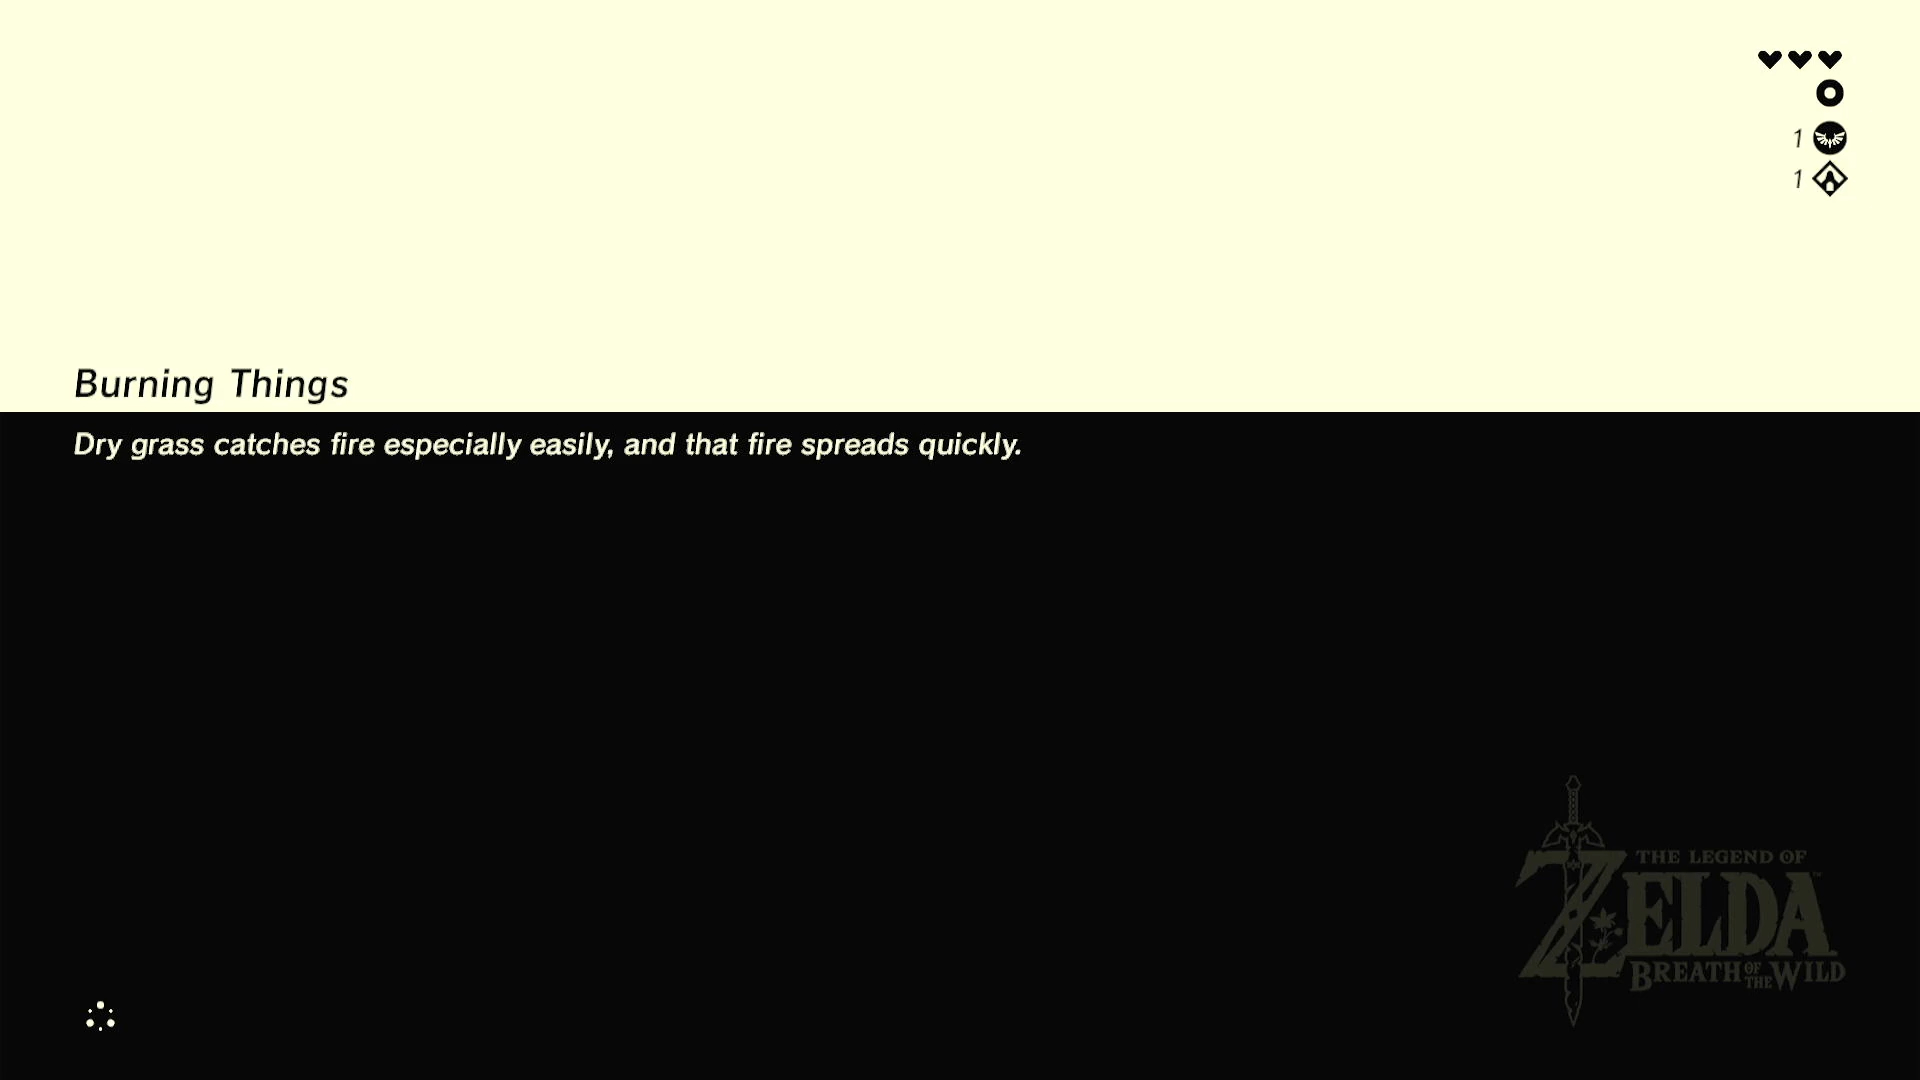 1
1
Burning Things
Dry grass catches fire especially easily, and that fire spreads quickly.
THE LEGEND OF
ZELDA™
BREATH OF THE WILD